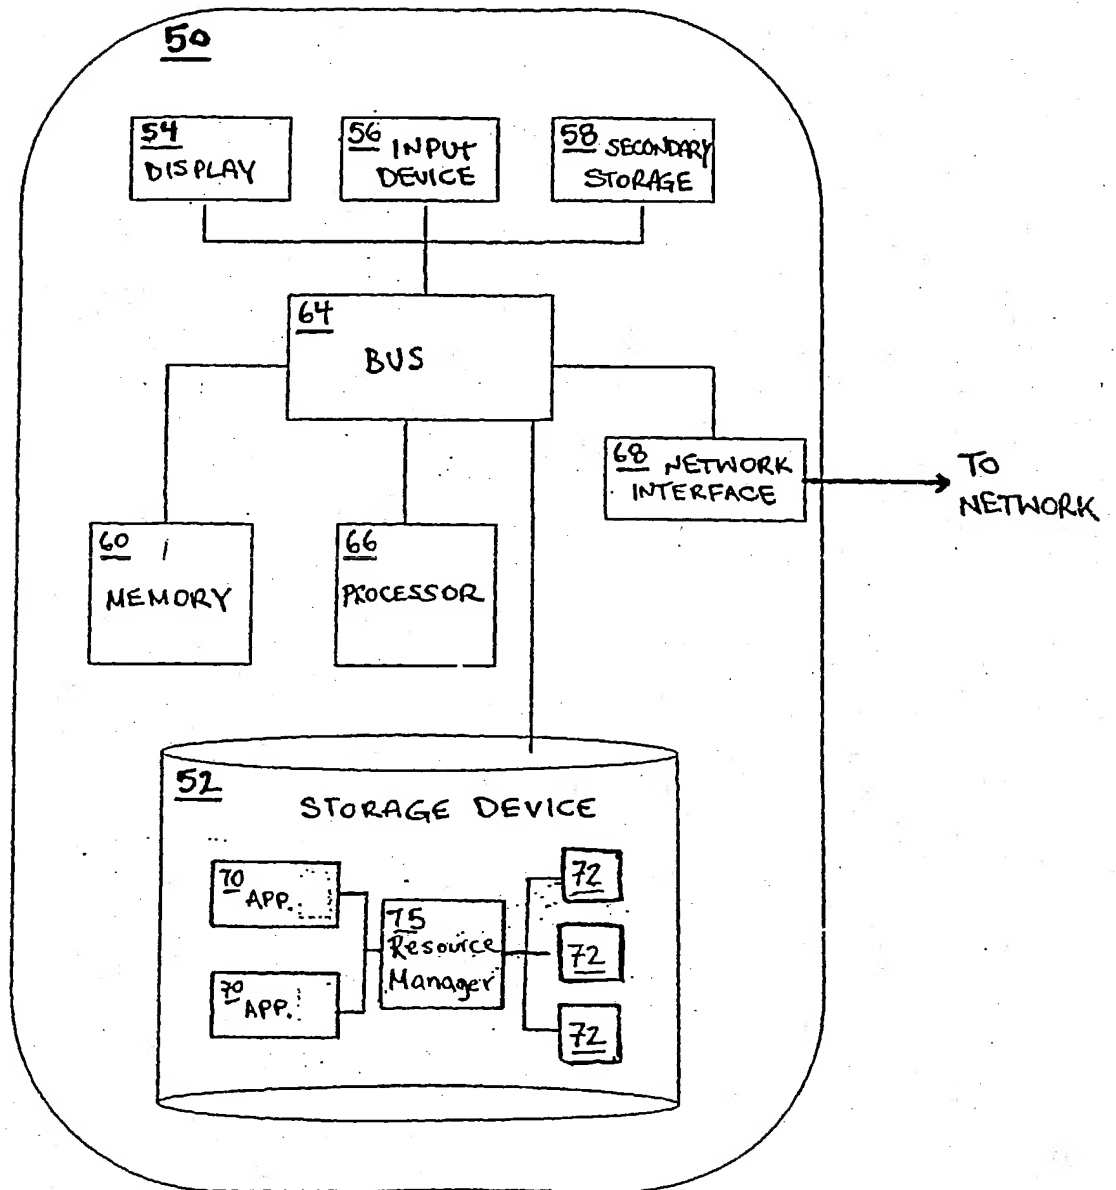 50
54
DISPLAY
56 INPUT
DEVICE
58 SECONDARY
STORAGE
64
BUS
68 NETWORK
INTERFACE
TO
NETWORK
60
MEMORY
66
PROCESSOR
52
STORAGE DEVICE
70
APP.
75
Resource
Manager
70
APP.
72
72
72